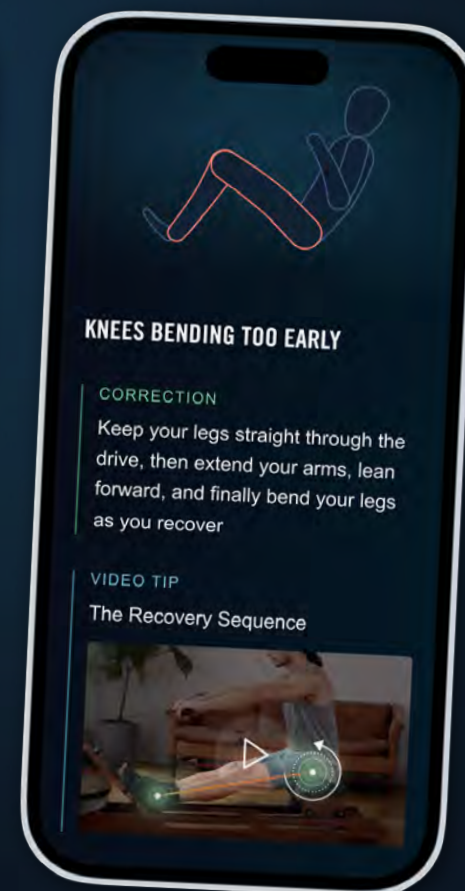 KNEES BENDING TOO EARLY
CORRECTION
Keep your legs straight through the
drive, then extend your arms, lean
forward, and finally bend your legs
as you recover
VIDEO TIP
The Recovery Sequence